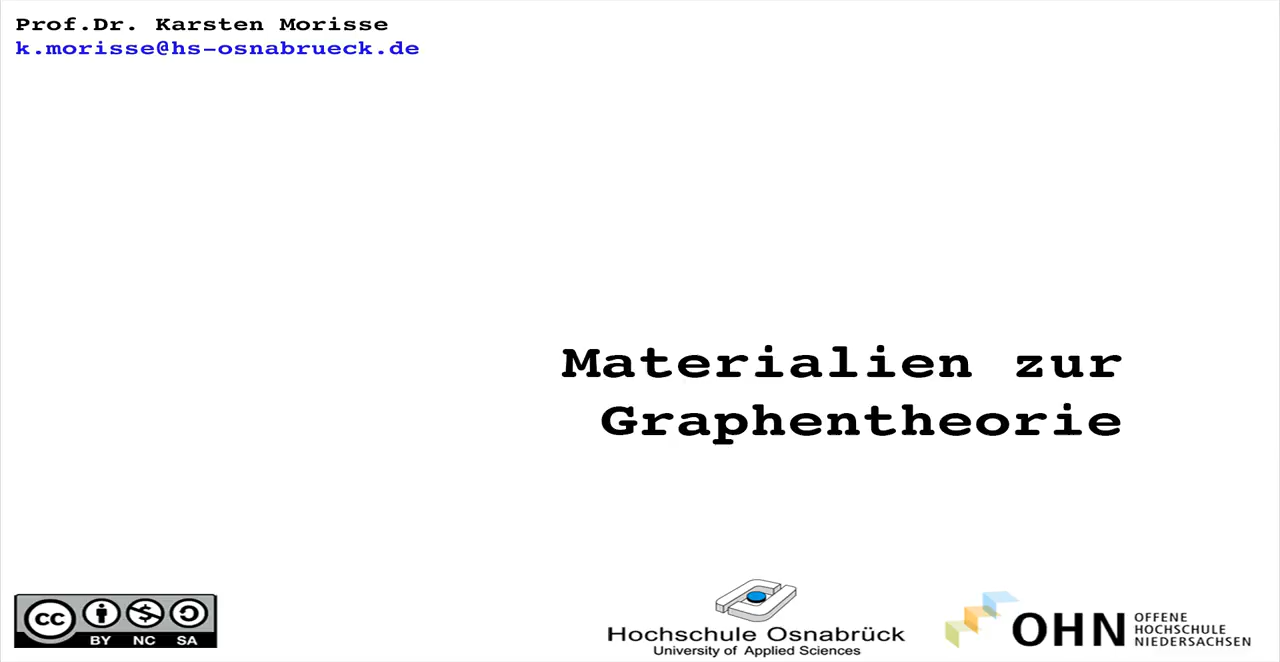 Prof.Dr. Karsten Morisse
k.morisse@hs-osnabrueck.de
Materialien zur
Graphentheorie
cc
BY NC SA
Hochschule Osnabrück
University of Applied Sciences
OHN
OFFENE
HOCHSCHULE
NIEDERSACHSEN